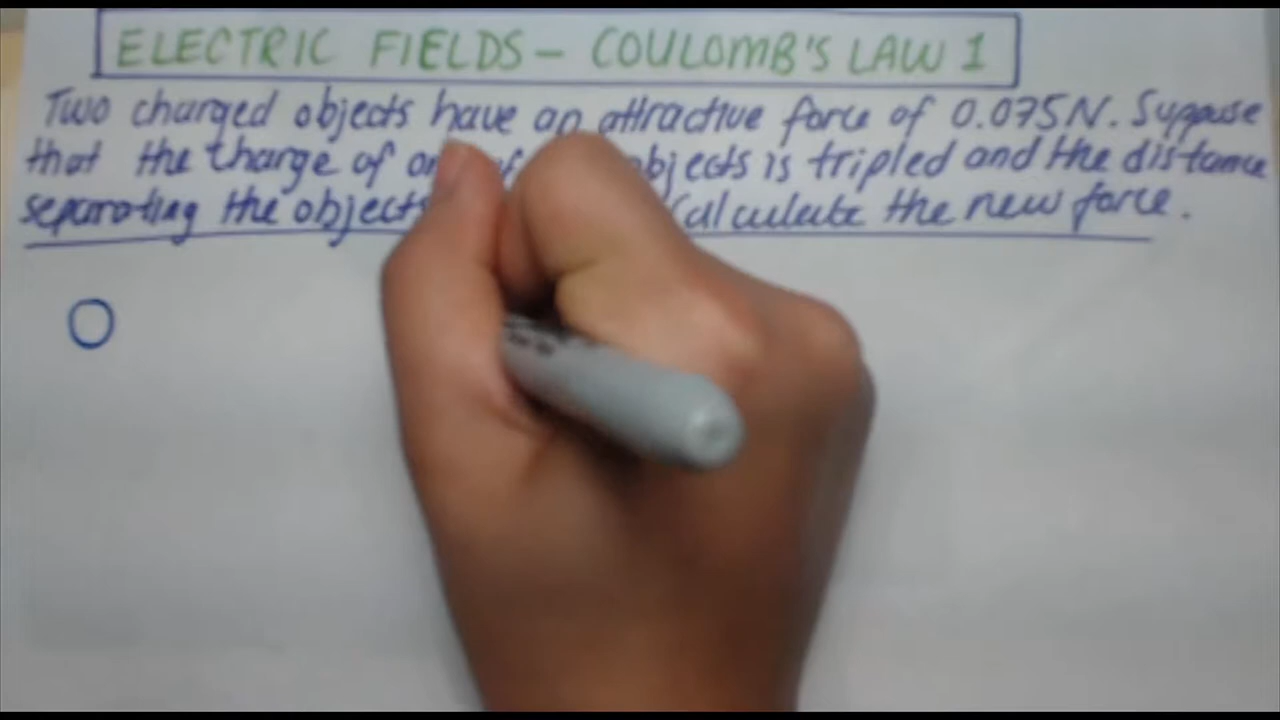 ELECTRIC FIELDS - COULOMB'S LAW 1
Two charged objects have an attractive force of 0.075N. Suppose
that the charge of objects is tripled and the distance
separating the objects Calculate the new force.